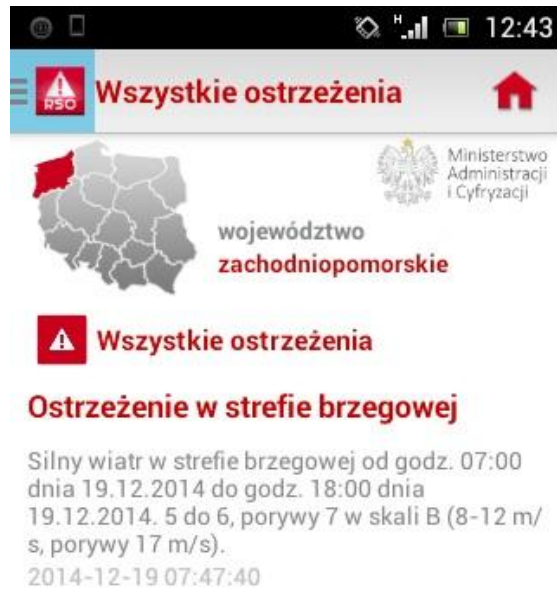 H 12:43
RSO Wszystkie ostrzeżenia
Ministerstwo
Administracji
i Cyfryzacji
województwo
zachodniopomorskie
Wszystkie ostrzeżenia
Ostrzeżenie w strefie brzegowej
Silny wiatr w strefie brzegowej od godz. 07:00
dnia 19.12.2014 do godz. 18:00 dnia
19.12.2014. 5 do 6, porywy 7 w skali B (8-12 m/
s, porywy 17 m/s).
2014-12-19 07:47:40